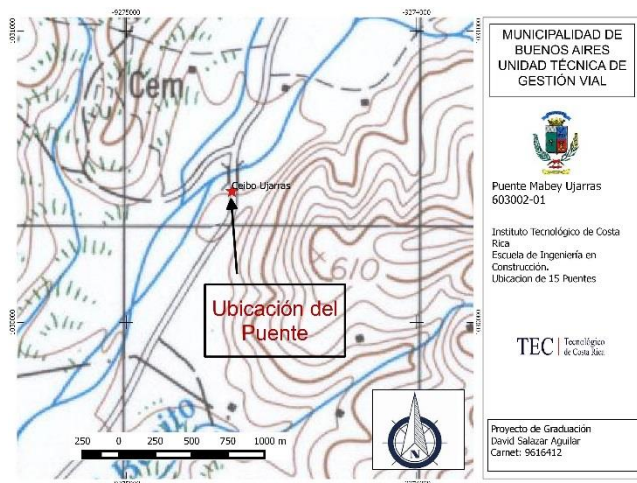 -9275000
-9274000
Cem
Ceibo Ujarras
610
Ubicación del
Puente
250 0 250 500 750 1000 m
N
MUNICIPALIDAD DE
BUENOS AIRES
UNIDAD TÉCNICA DE
GESTIÓN VIAL
Puente Mabey Ujarras
603002-01
Instituto Tecnológico de Costa
Rica
Escuela de Ingeniería en
Construcción.
Ubicacion de 15 Puentes
TEC | Tecnológico
de Costa Rica
Proyecto de Graduación
David Salazar Aguilar
Carnet: 9616412